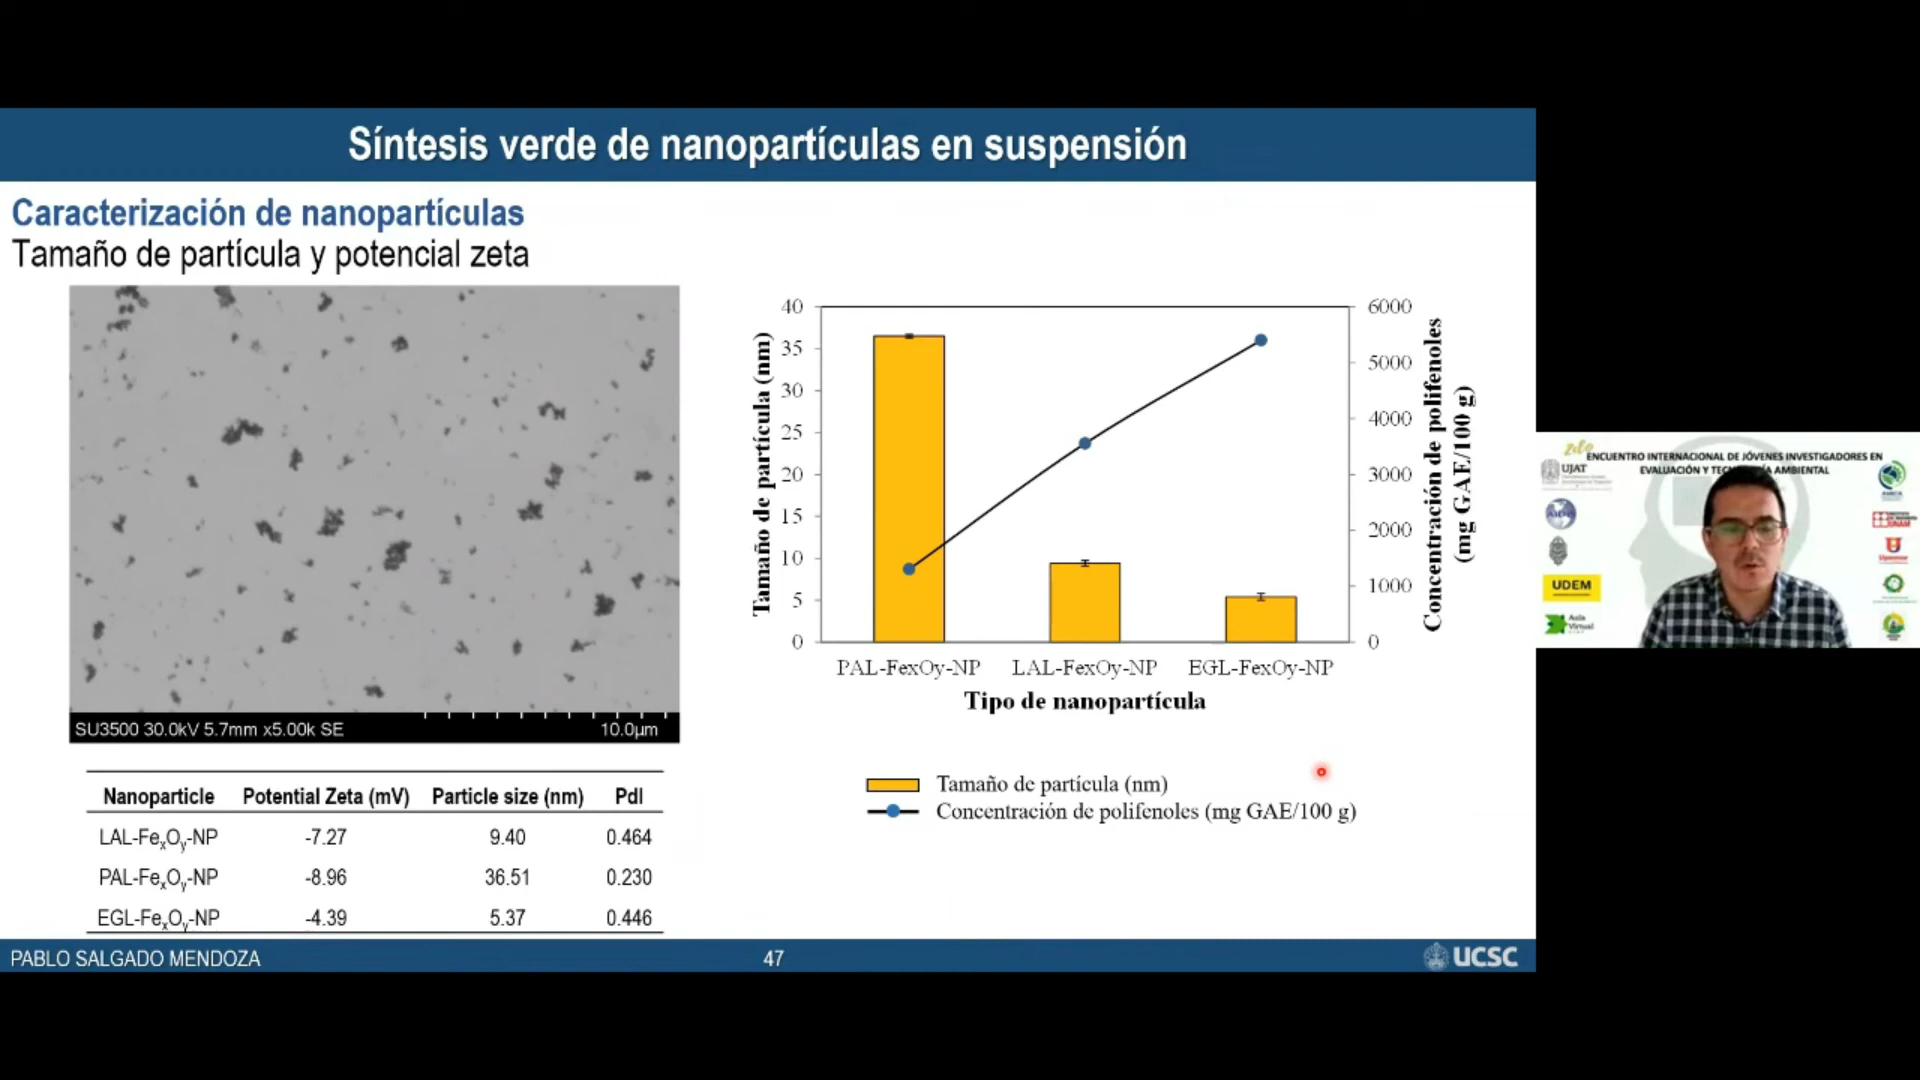 Síntesis verde de nanopartículas en suspensión
Caracterización de nanopartículas
Tamaño de partícula y potencial zeta
SU3500 30.0kV 5.7mm x5.00k SE 10.0µm
Nanoparticle Potential Zeta (mV) Particle size (nm) PdI
LAL-FexOy-NP -7.27 9.40 0.464
PAL-FexOy-NP -8.96 36.51 0.230
EGL-FexOy-NP -4.39 5.37 0.446
Tamaño de partícula (nm)
40
35
30
25
20
15
10
5
0
6000
5000
4000
3000
2000
1000
0
Concentración de polifenoles
(mg GAE/100 g)
PAL-FexOy-NP LAL-FexOy-NP EGL-FexOy-NP
Tipo de nanopartícula
Tamaño de partícula (nm)
Concentración de polifenoles (mg GAE/100 g)
PABLO SALGADO MENDOZA 47 UCSC
ENCUENTRO INTERNACIONAL DE JÓVENES INVESTIGADORES EN
UJAT
UDEM
Aula
Virtual
UNAM